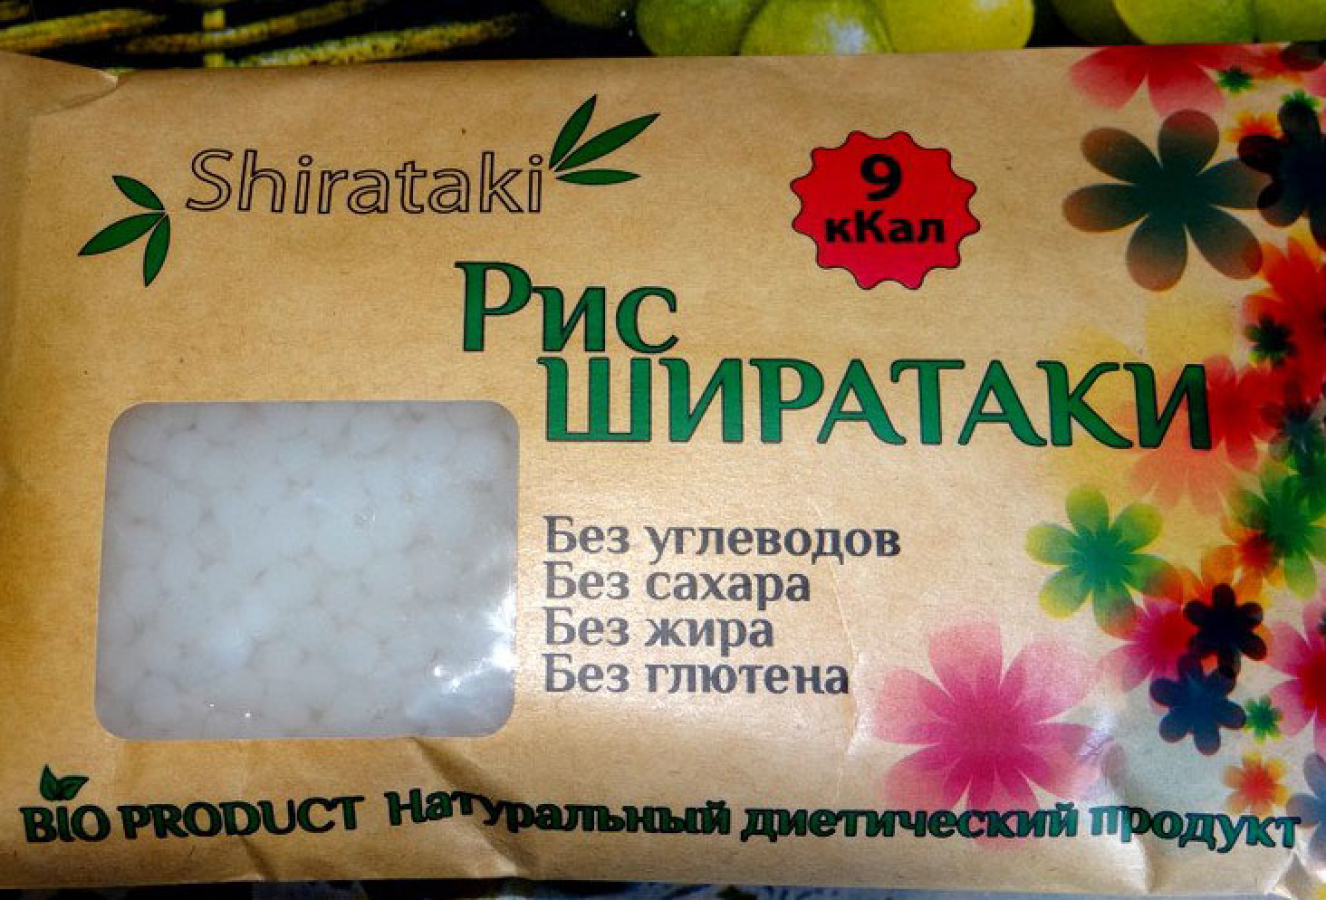 Shirataki
9
кКал
Рис
ШИРАТАКИ
Без углеводов
Без сахара
Без жира
Без глютена
BIO PRODUCT Натуральный диетический продукт